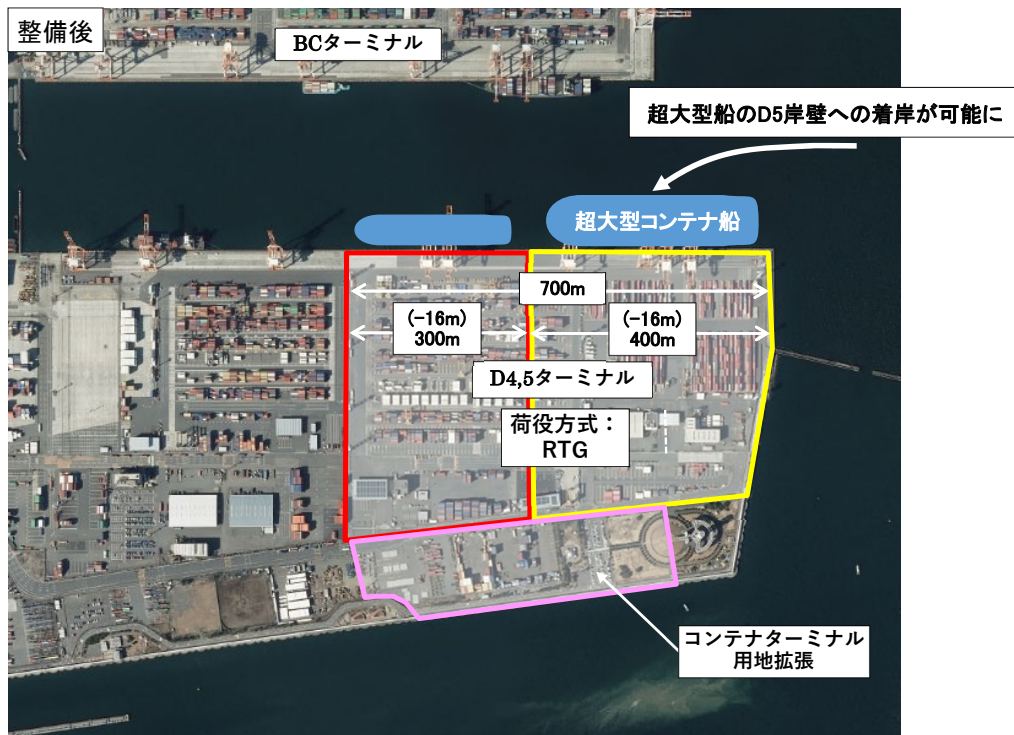 整備後
BCターミナル
超大型船のD5岸壁への着岸が可能に
超大型コンテナ船
700m
(-16m)
300m
(-16m)
400m
D4,5ターミナル
荷役方式：
RTG
コンテナターミナル
用地拡張